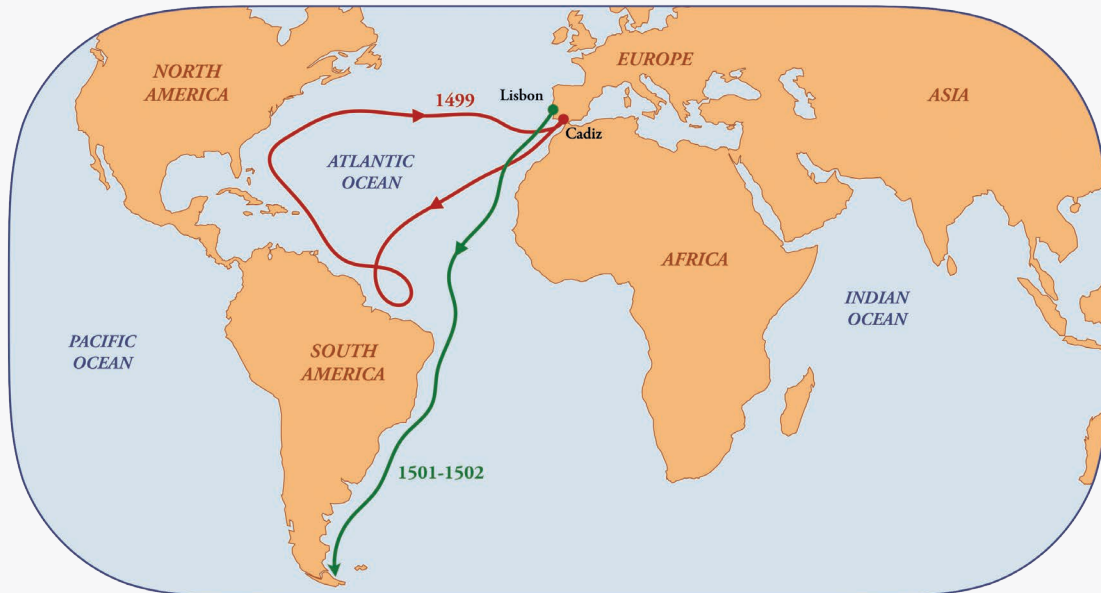 NORTH
AMERICA
EUROPE
ASIA
1499
Lisbon
Cadiz
ATLANTIC
OCEAN
AFRICA
INDIAN
OCEAN
PACIFIC
OCEAN
SOUTH
AMERICA
1501-1502